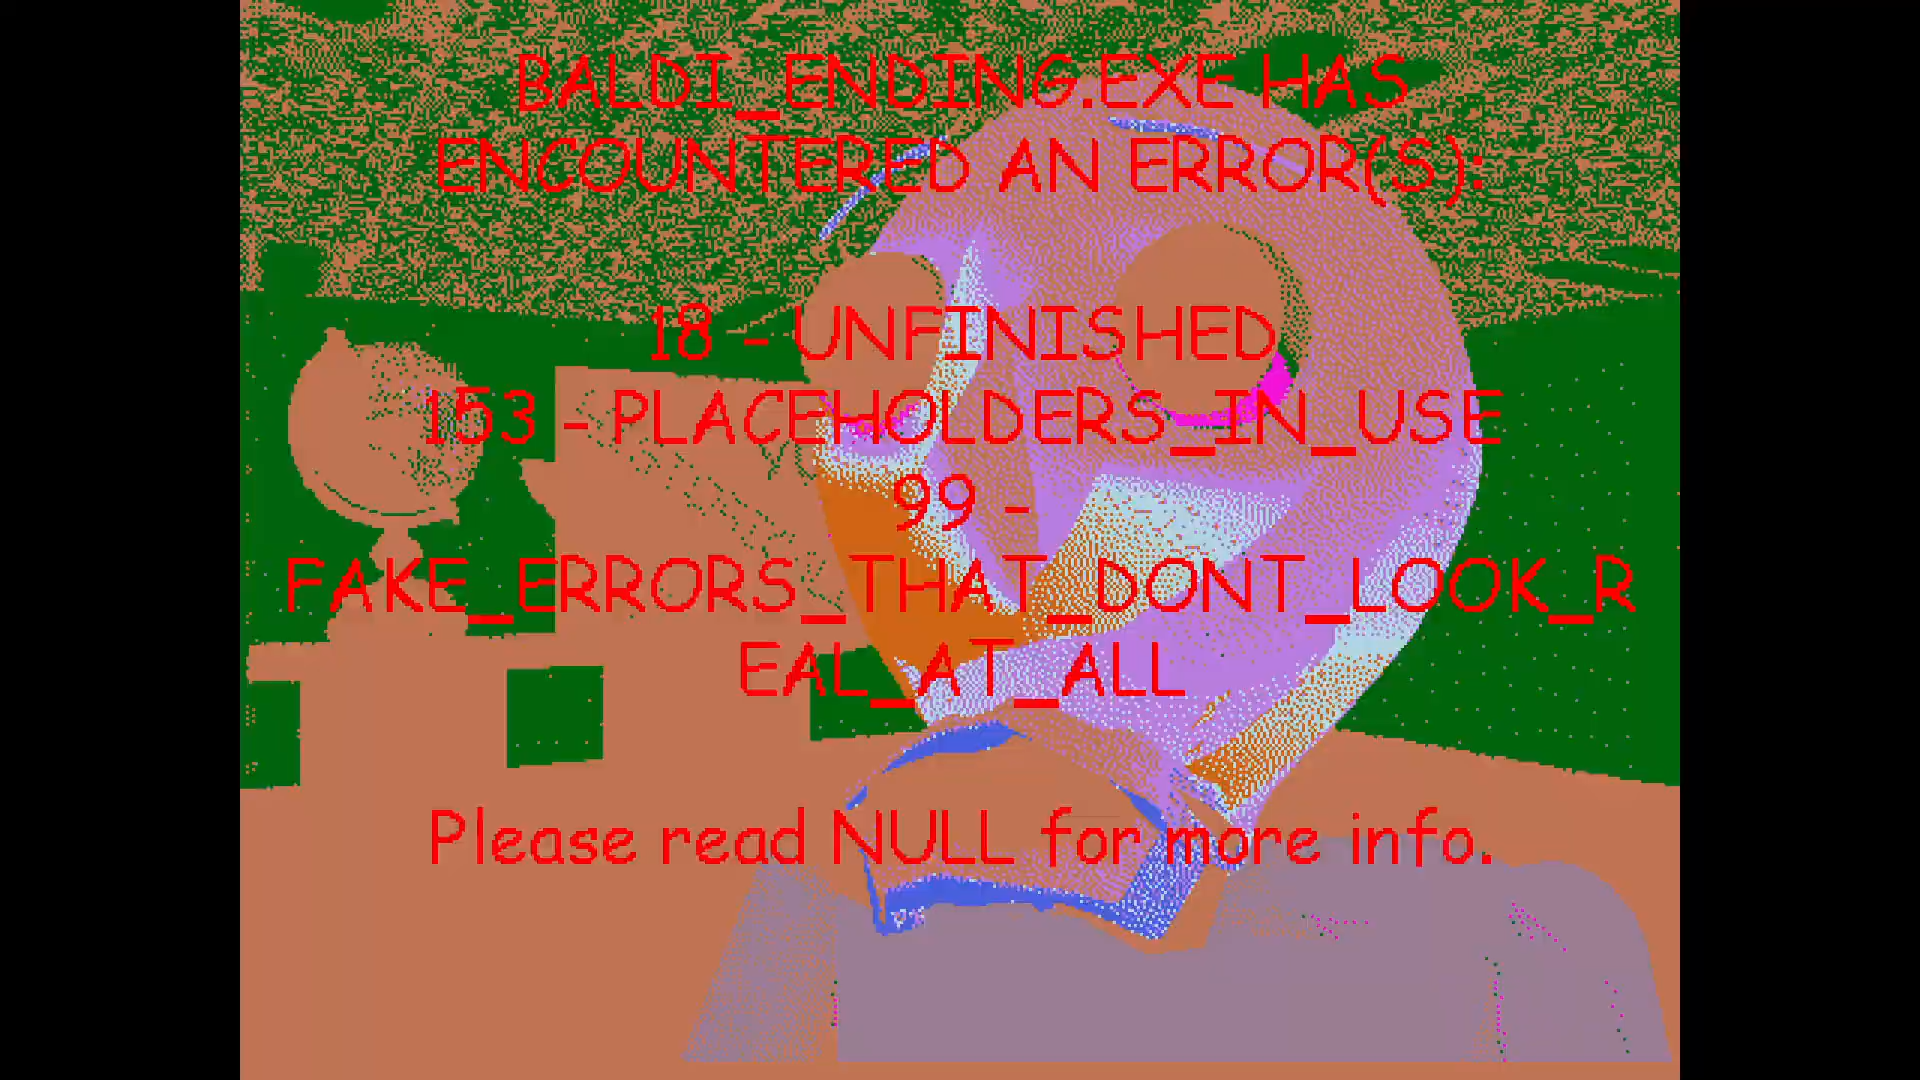 BALDI_ENDING.EXE HAS
ENCOUNTERED AN ERROR(S):
18 - UNFINISHED
153 - PLACEHOLDERS_IN_USE
99 -
FAKE_ERRORS_THAT_DONT_LOOK_R
EAL_AT_ALL
Please read NULL for more info.